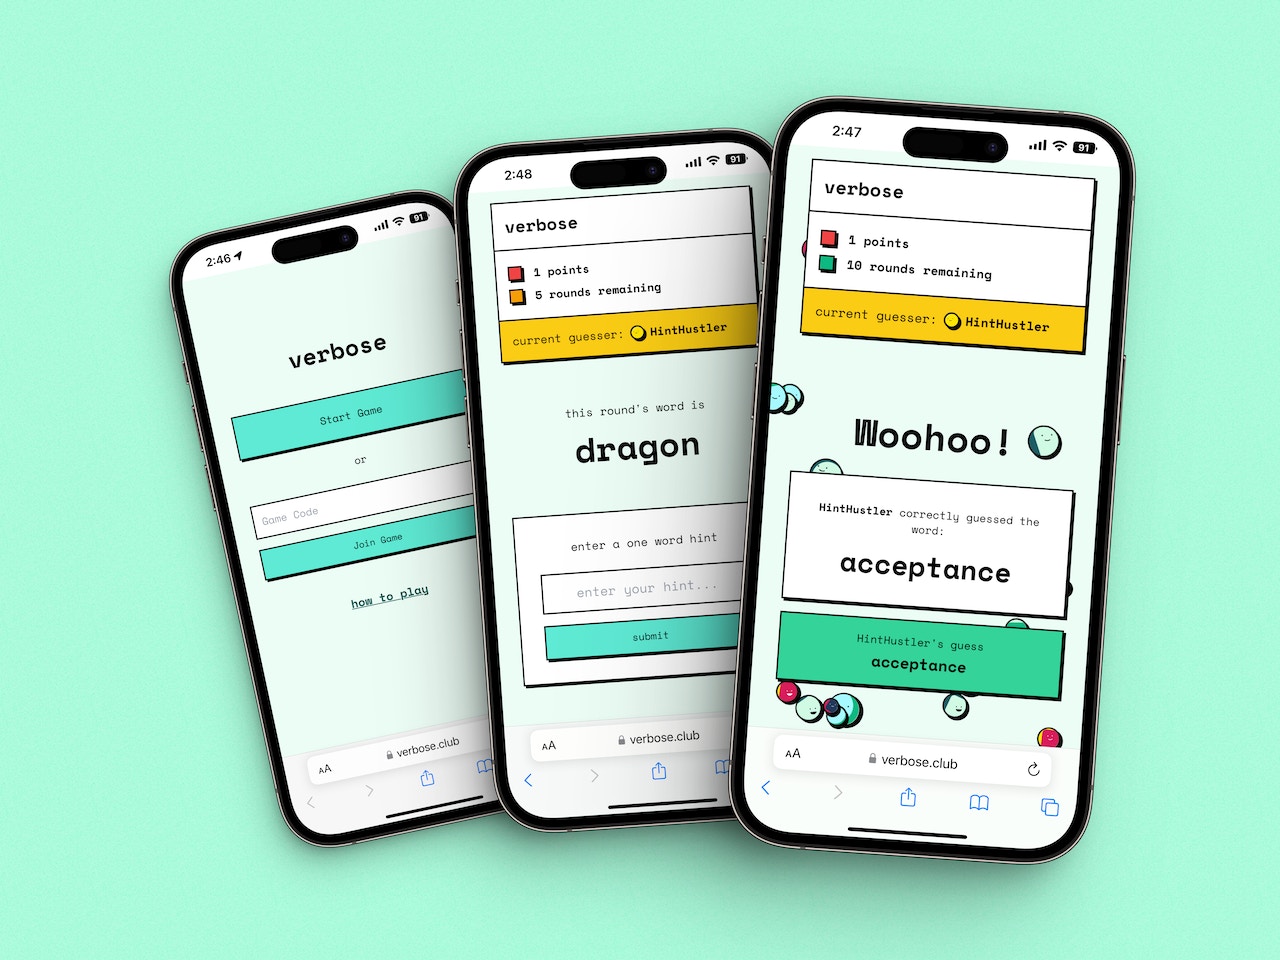 2:46
91
verbose
Start Game
or
Game Code
Join Game
how to play
AA
verbose.club
2:48
91
verbose
1 points
5 rounds remaining
current guesser: HintHustler
this round's word is
dragon
enter a one word hint
enter your hint...
submit
AA
verbose.club
2:47
91
verbose
1 points
10 rounds remaining
current guesser: HintHustler
Woohoo!
HintHustler correctly guessed the
word:
acceptance
HintHustler's guess
acceptance
AA
verbose.club